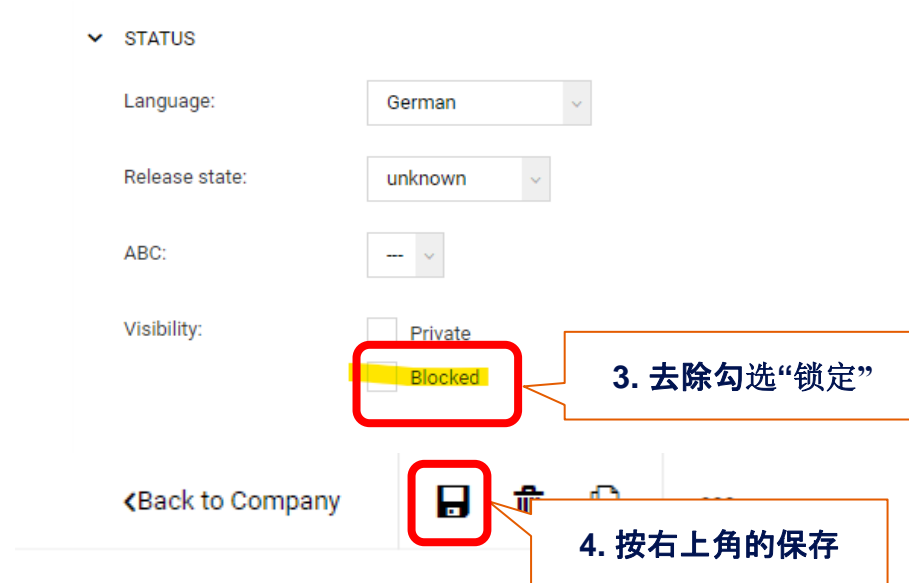 STATUS
Language: German
Release state: unknown
ABC: ---
Visibility: Private
Blocked
3. 去除勾选“锁定”
<Back to Company
4. 按右上角的保存